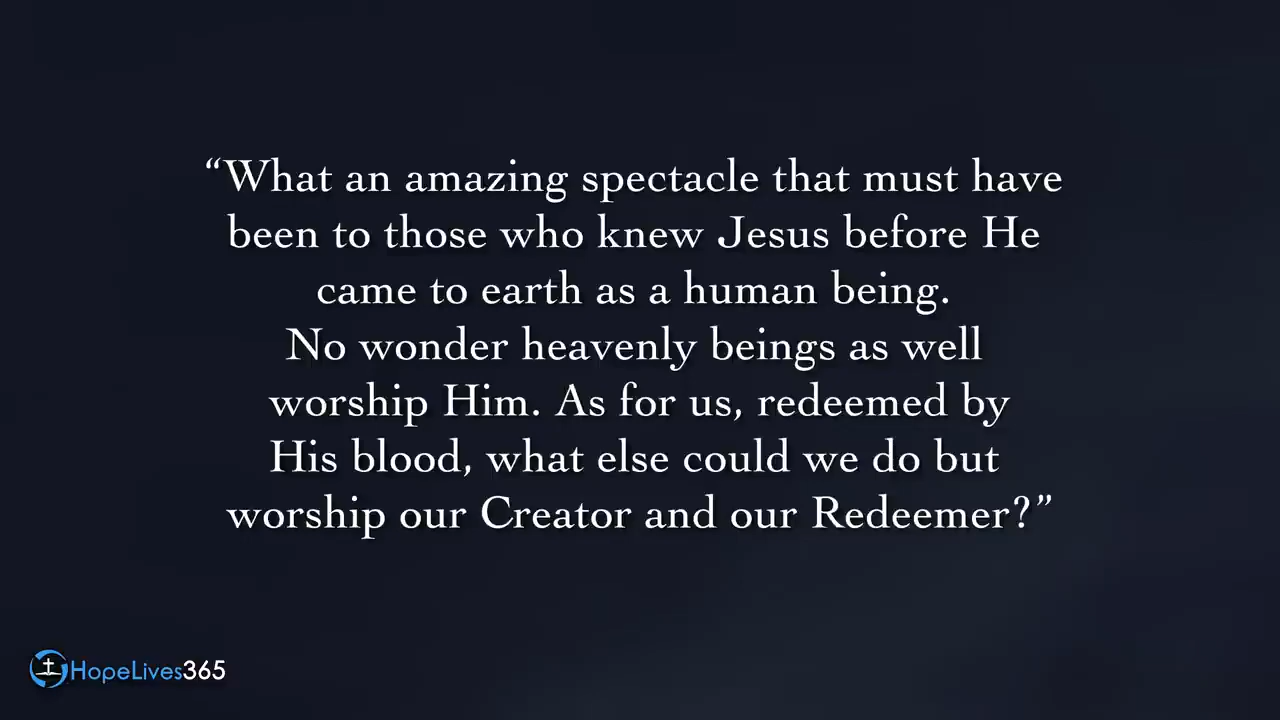 “What an amazing spectacle that must have
been to those who knew Jesus before He
came to earth as a human being.
No wonder heavenly beings as well
worship Him. As for us, redeemed by
His blood, what else could we do but
worship our Creator and our Redeemer?”
HopeLives365